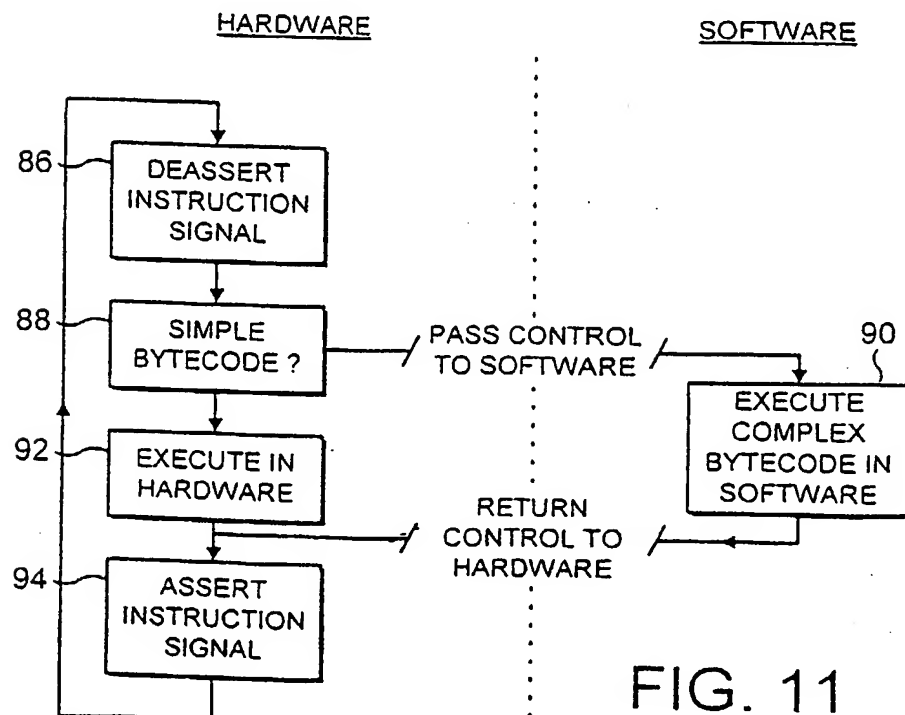 HARDWARE
SOFTWARE
86
DEASSERT
INSTRUCTION
SIGNAL
88
SIMPLE
BYTECODE ?
PASS CONTROL
TO SOFTWARE
90
EXECUTE
COMPLEX
BYTECODE IN
SOFTWARE
92
EXECUTE IN
HARDWARE
RETURN
CONTROL TO
HARDWARE
94
ASSERT
INSTRUCTION
SIGNAL
FIG. 11